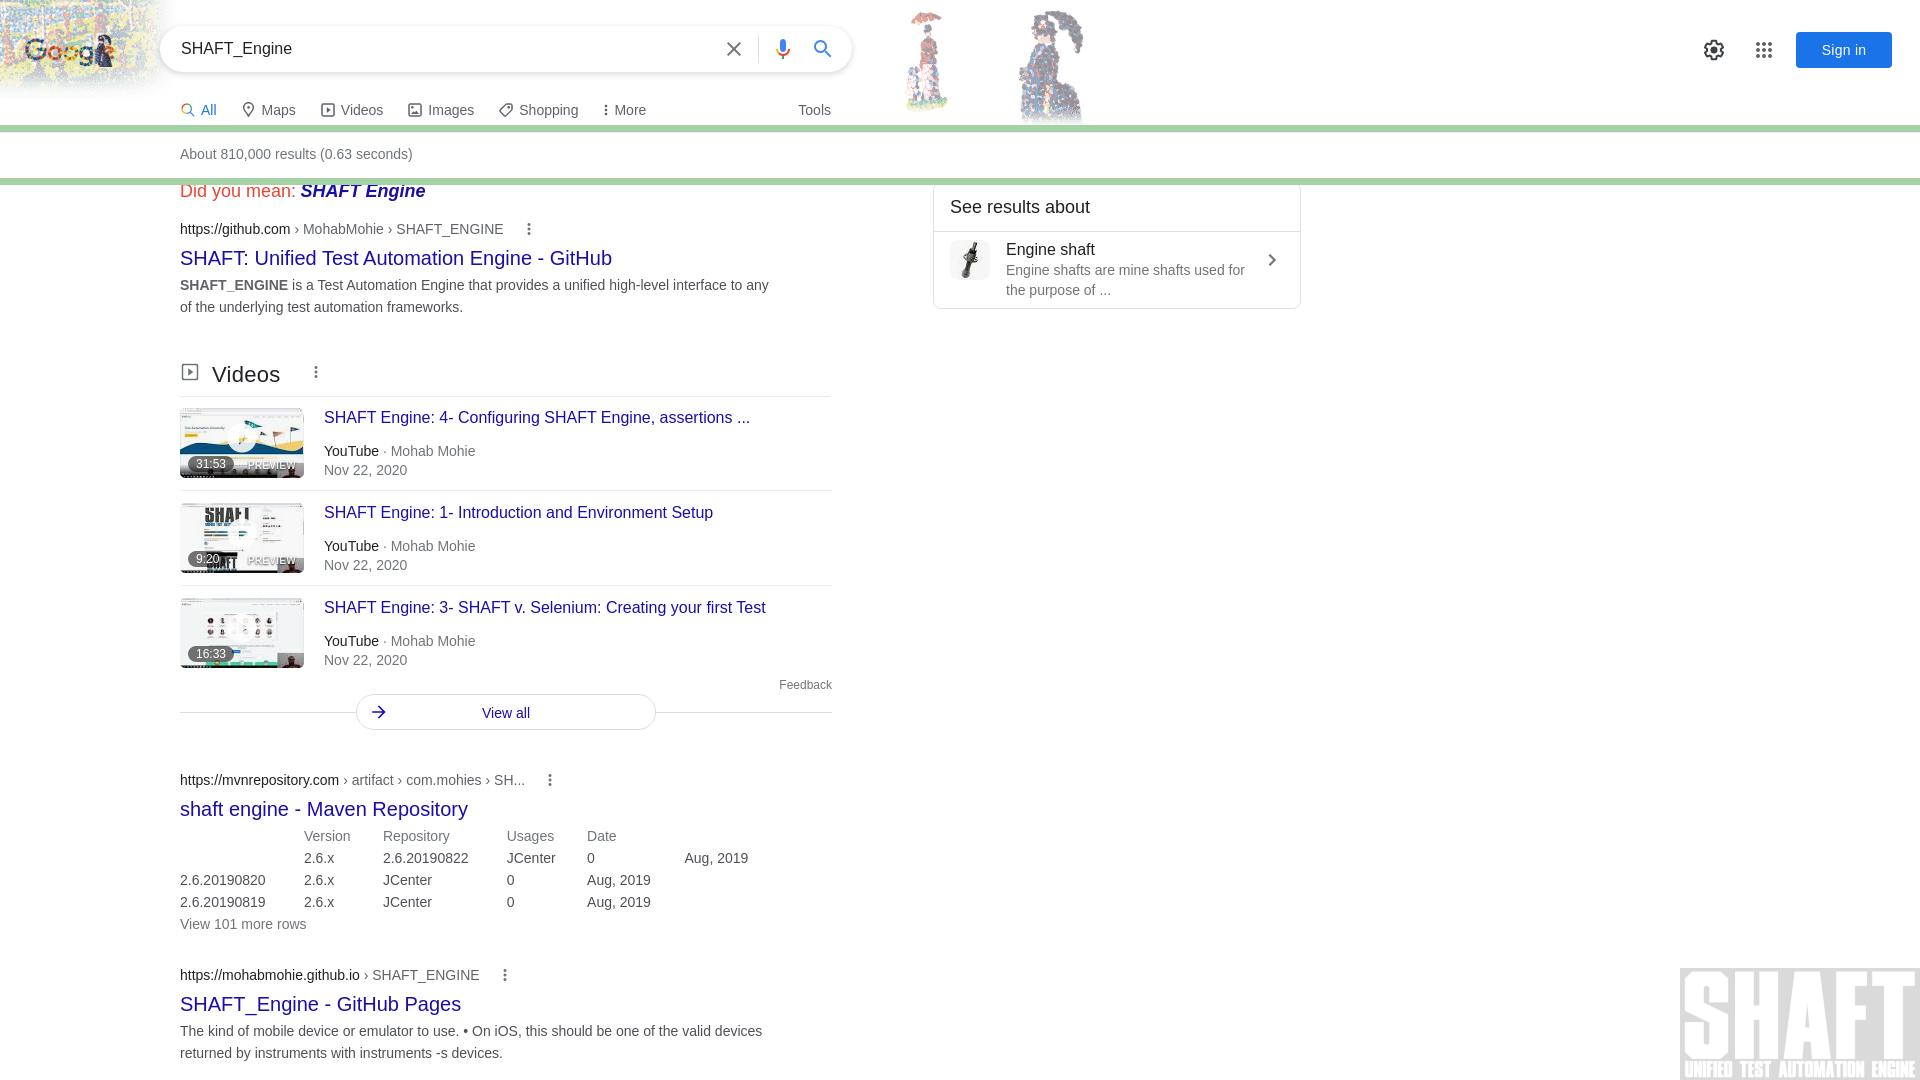 Google
SHAFT_Engine
Sign in
All
Maps
Videos
Images
Shopping
More
Tools
About 810,000 results (0.63 seconds)
Did you mean: SHAFT Engine
See results about
Engine shaft
Engine shafts are mine shafts used for
the purpose of ...
https://github.com › MohabMohie › SHAFT_ENGINE
SHAFT: Unified Test Automation Engine - GitHub
SHAFT_ENGINE is a Test Automation Engine that provides a unified high-level interface to any
of the underlying test automation frameworks.
Videos
31:53
PREVIEW
SHAFT Engine: 4- Configuring SHAFT Engine, assertions ...
YouTube · Mohab Mohie
Nov 22, 2020
SHAFT
9:20
PREVIEW
SHAFT
SHAFT Engine: 1- Introduction and Environment Setup
YouTube · Mohab Mohie
Nov 22, 2020
16:33
SHAFT Engine: 3- SHAFT v. Selenium: Creating your first Test
YouTube · Mohab Mohie
Nov 22, 2020
Feedback
View all
https://mvnrepository.com › artifact › com.mohies › SH...
shaft engine - Maven Repository
Version Repository Usages Date
2.6.x 2.6.20190822 JCenter 0 Aug, 2019
2.6.20190820 2.6.x JCenter 0 Aug, 2019
2.6.20190819 2.6.x JCenter 0 Aug, 2019
View 101 more rows
https://mohabmohie.github.io › SHAFT_ENGINE
SHAFT_Engine - GitHub Pages
The kind of mobile device or emulator to use. • On iOS, this should be one of the valid devices
returned by instruments with instruments -s devices.
SHAFT
UNIFIED TEST AUTOMATION ENGINE